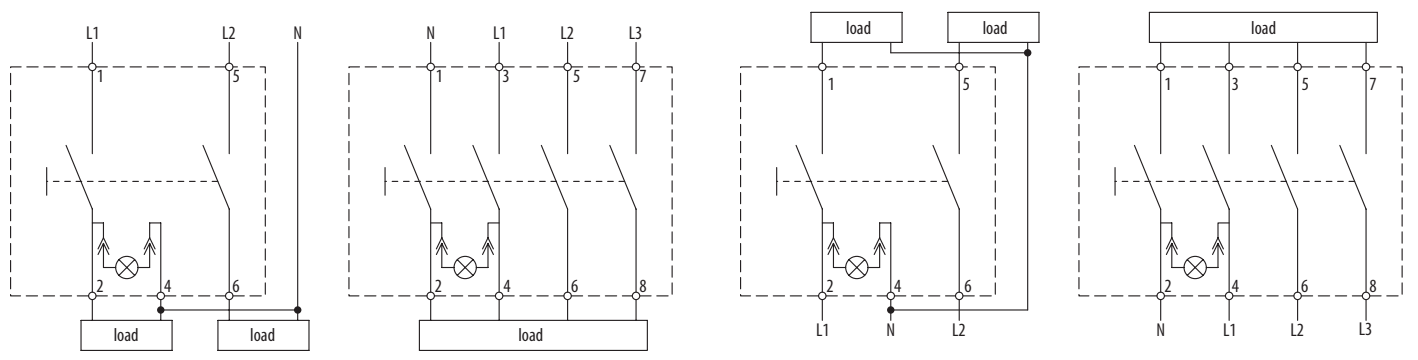 load load
L1 L2 N N L1 L2 L3 load
1 5 1 3 5 7 1 5 1 3 5 7
2 4 6 2 4 6 8 2 4 6 2 4 6 8
load load load L1 N L2 N L1 L2 L3